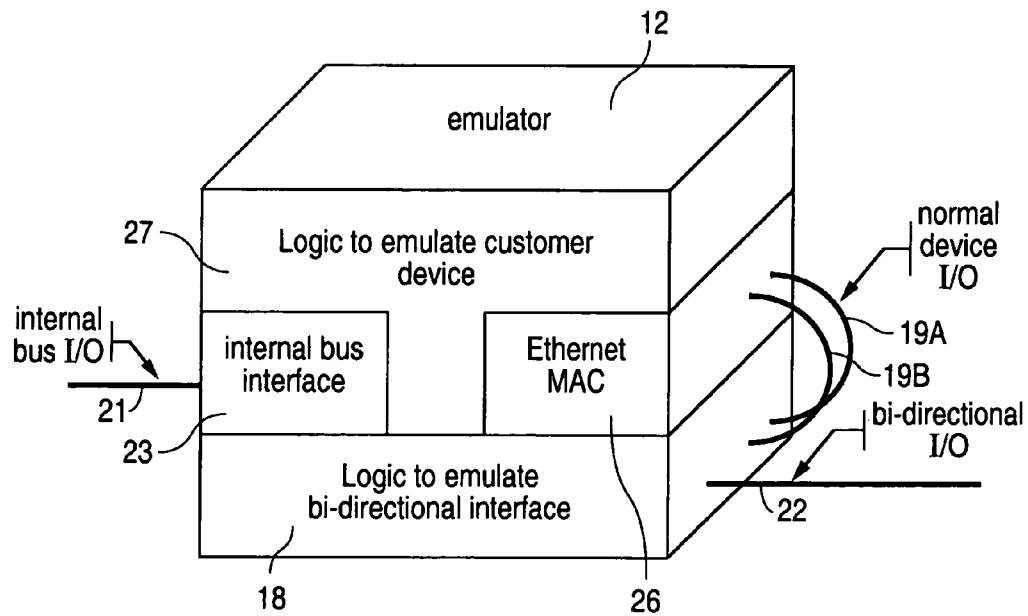 12
emulator
27
Logic to emulate customer
device
normal
device
I/O
internal
bus I/O
internal bus
interface
Ethernet
MAC
19A
19B
21
23
bi-directional
I/O
Logic to emulate
bi-directional interface
22
18
26